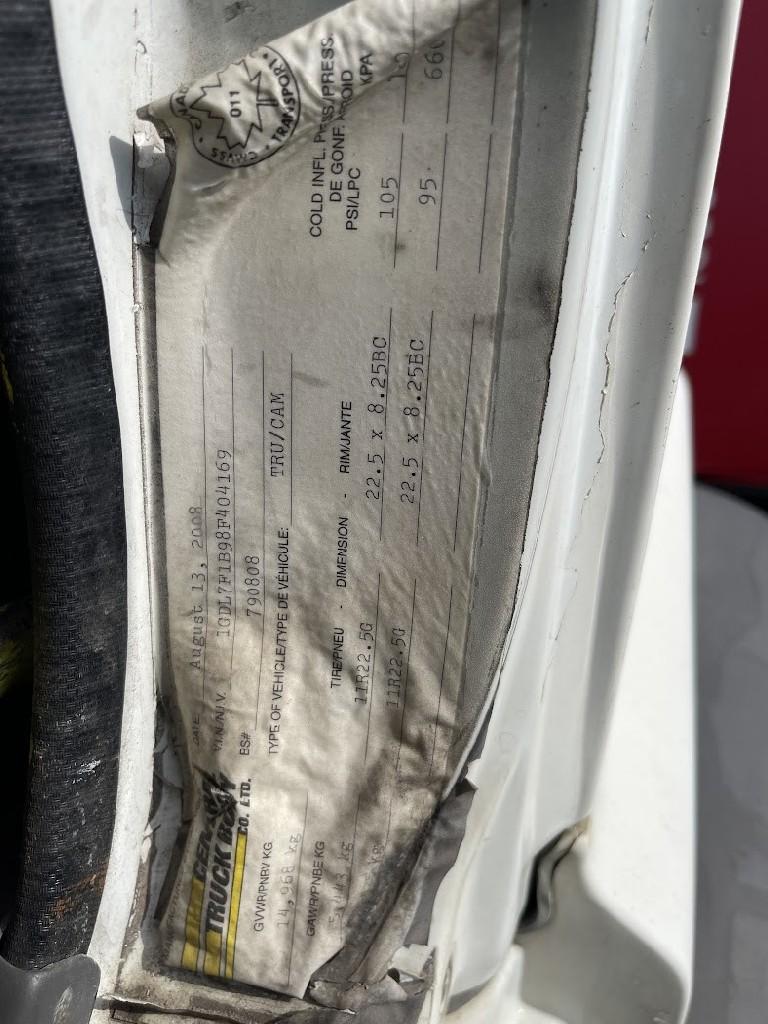 TRUCK BODY
CO. LTD.
DATE August 13, 2008
V.I.N./N.I.V. 1GDL7F1B98F404169
BS# 790808
TYPE OF VEHICLE/TYPE DE VÉHICULE: TRU/CAM
011
TRANSPORT
GVWR/PNBV KG
14,968 kg
GAWR/PNBE KG
TIRE/PNEU - DIMENSION - RIM/JANTE
COLD INFL. PRESS.
DE GONF.
PSI/LPC KPA
kg 11R22.5G 22.5 x 8.25BC 105
11R22.5G 22.5 x 8.25BC 95 660